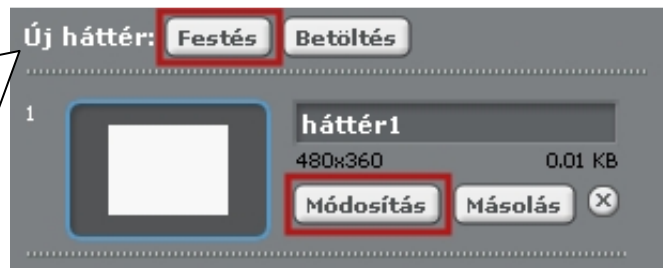 Új háttér: Festés Betöltés
1
háttér1
480x360 0.01 KB
Módosítás Másolás